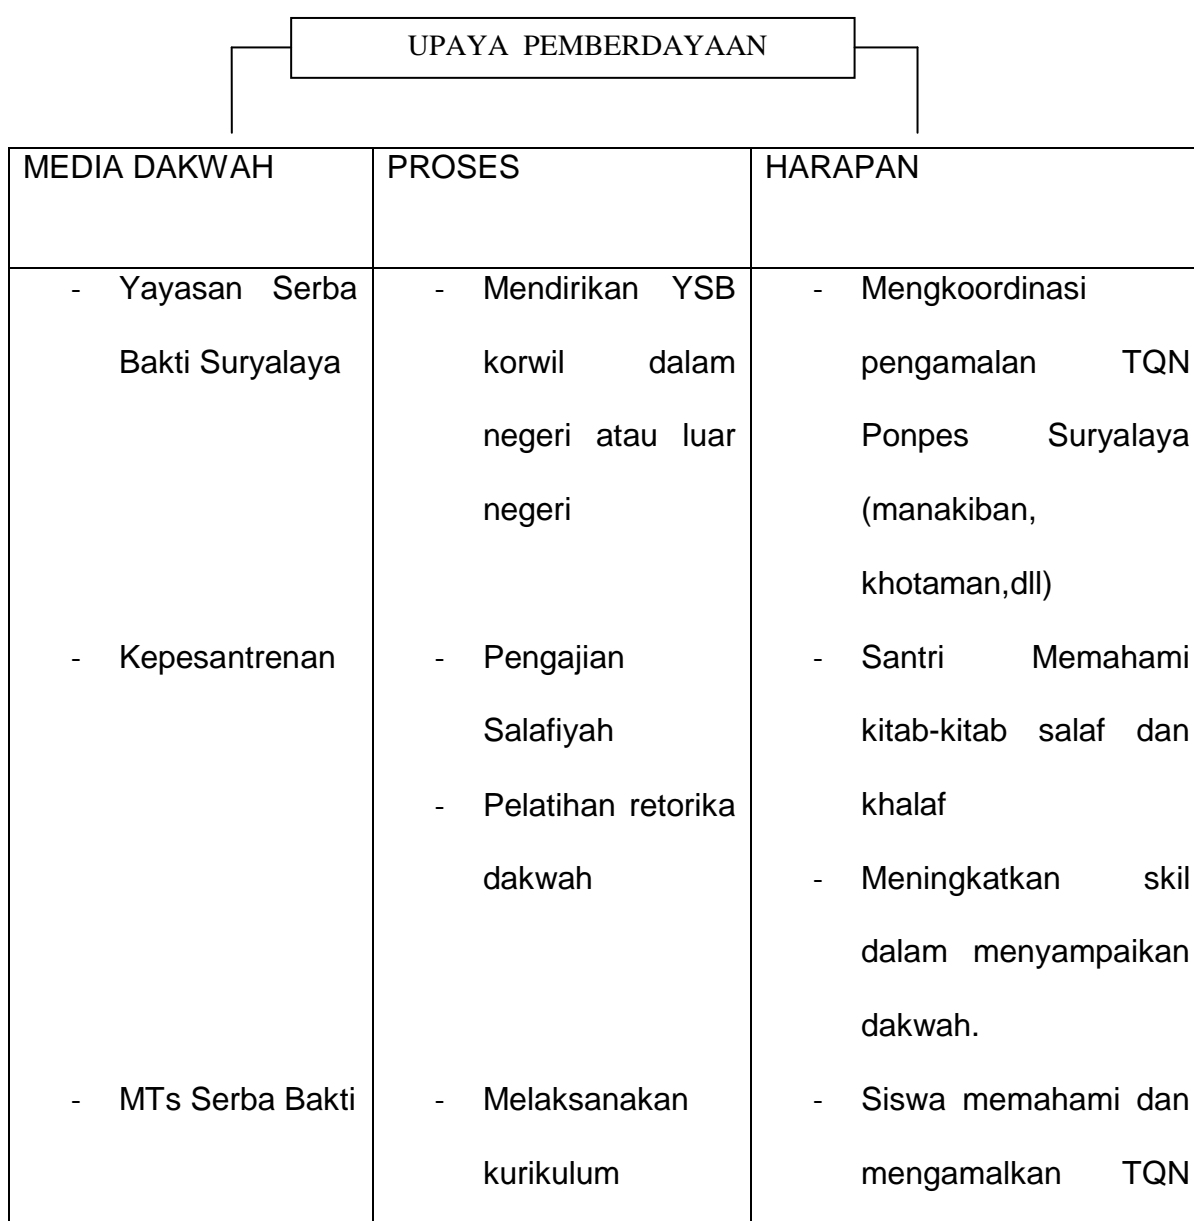 UPAYA PEMBERDAYAAN
MEDIA DAKWAH
PROSES
HARAPAN
- Yayasan Serba
Bakti Suryalaya
- Mendirikan YSB
korwil dalam
negeri atau luar
negeri
- Mengkoordinasi
pengamalan TQN
Ponpes Suryalaya
(manakiban,
khotaman,dll)
- Kepesantrenan
- Pengajian
Salafiyah
- Pelatihan retorika
dakwah
- Santri Memahami
kitab-kitab salaf dan
khalaf
- Meningkatkan skil
dalam menyampaikan
dakwah.
- MTs Serba Bakti
- Melaksanakan
kurikulum
- Siswa memahami dan
mengamalkan TQN